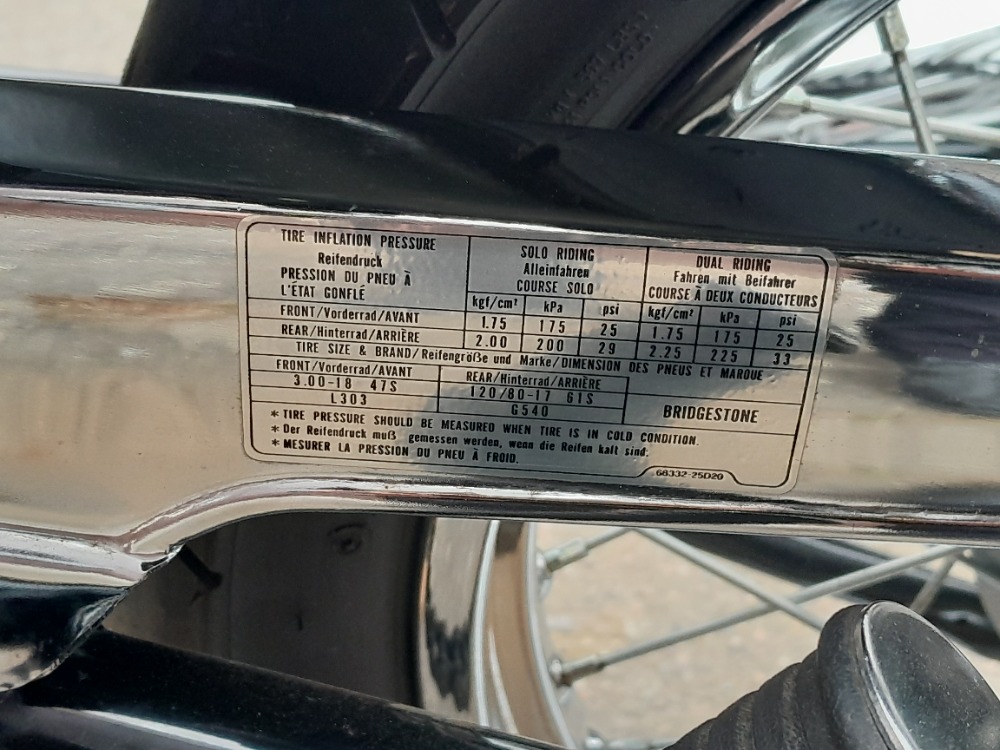 TIRE INFLATION PRESSURE
Reifendruck
PRESSION DU PNEU À
L'ÉTAT GONFLÉ
SOLO RIDING
Alleinfahren
COURSE SOLO
DUAL RIDING
Fahren mit Beifahrer
COURSE À DEUX CONDUCTEURS
kgf/cm² kPa psi kgf/cm² kPa psi
FRONT/Vorderrad/AVANT 1.75 175 25 1.75 175 25
REAR/Hinterrad/ARRIÈRE 2.00 200 29 2.25 225 33
TIRE SIZE & BRAND/Reifengröße und Marke/DIMENSION DES PNEUS ET MARQUE
FRONT/Vorderrad/AVANT REAR/Hinterrad/ARRIÈRE
3.00-18 47S 120/80-17 61S
L303 G540
BRIDGESTONE
* TIRE PRESSURE SHOULD BE MEASURED WHEN TIRE IS IN COLD CONDITION.
* Der Reifendruck muß gemessen werden, wenn die Reifen kalt sind.
* MESURER LA PRESSION DU PNEU À FROID.
68332-25D20